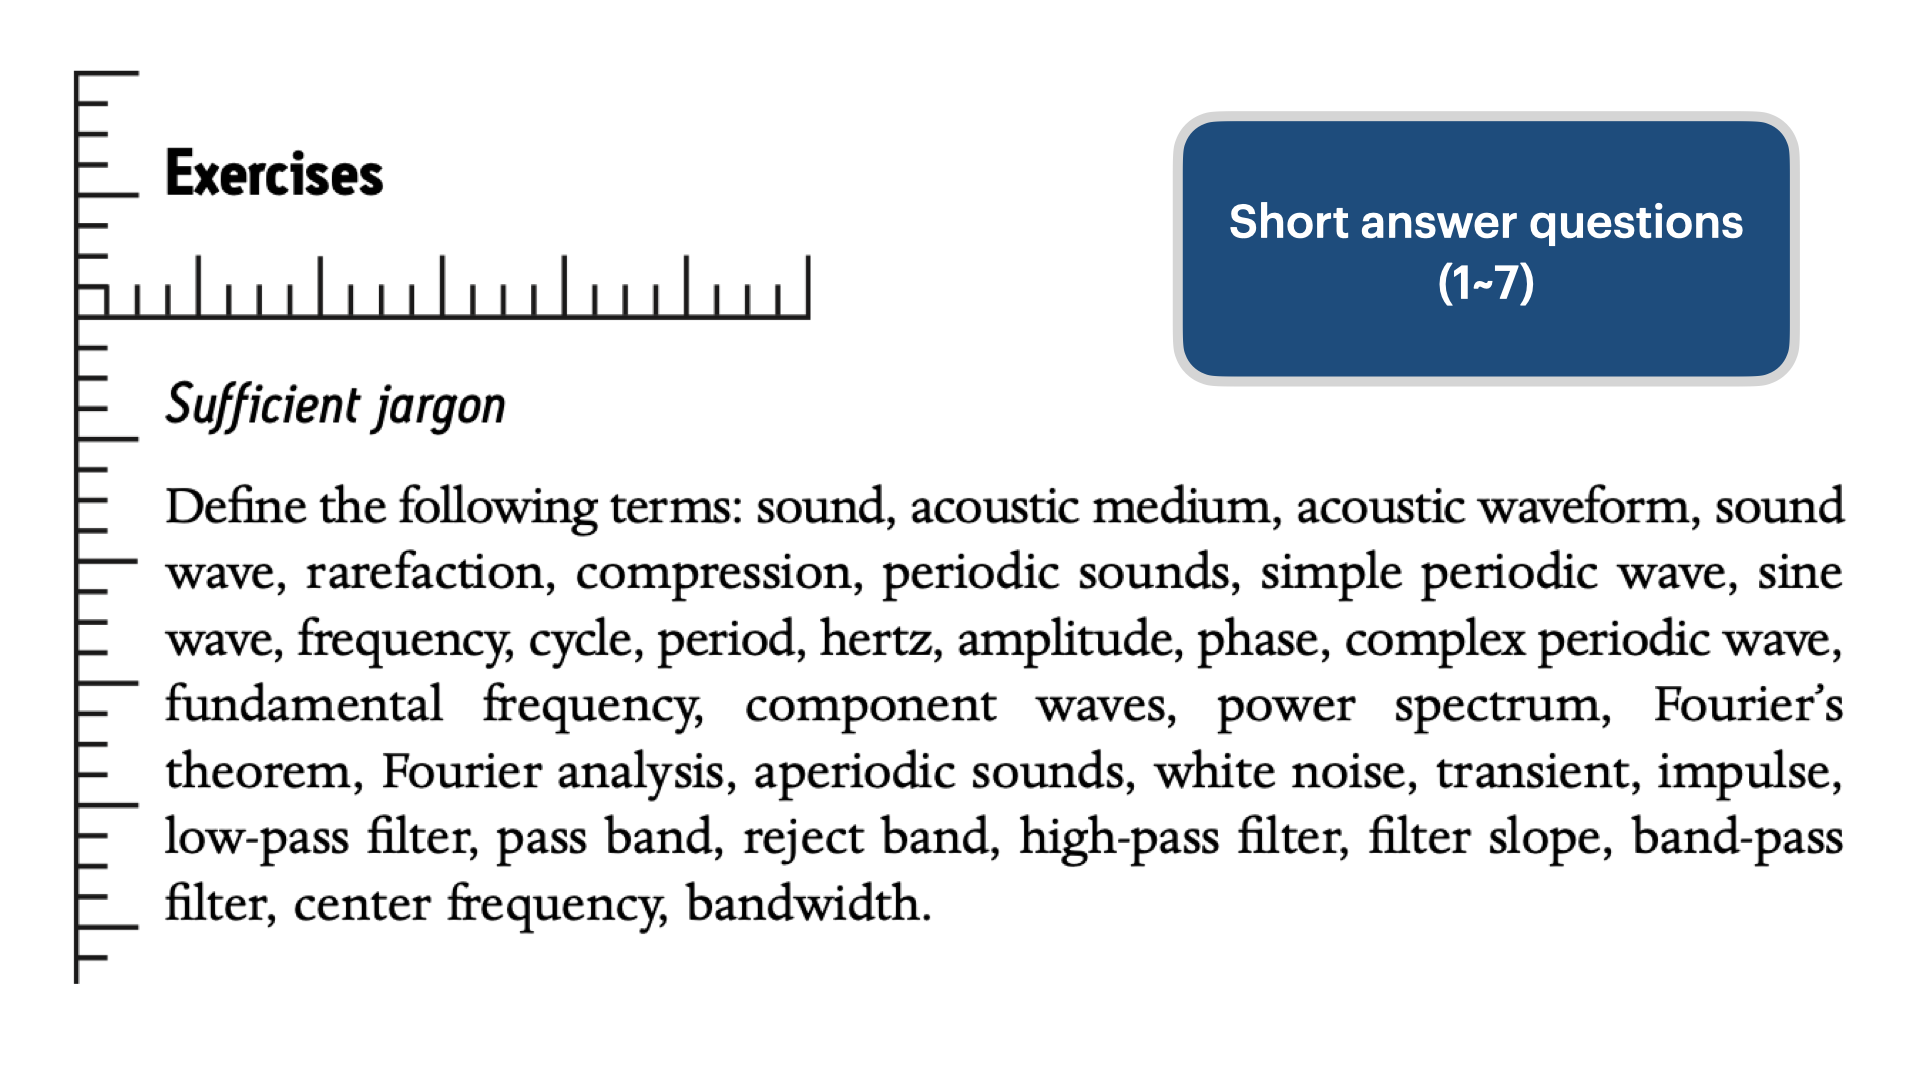 Exercises
Short answer questions
(1~7)
Sufficient jargon
Define the following terms: sound, acoustic medium, acoustic waveform, sound
wave, rarefaction, compression, periodic sounds, simple periodic wave, sine
wave, frequency, cycle, period, hertz, amplitude, phase, complex periodic wave,
fundamental frequency, component waves, power spectrum, Fourier’s
theorem, Fourier analysis, aperiodic sounds, white noise, transient, impulse,
low-pass filter, pass band, reject band, high-pass filter, filter slope, band-pass
filter, center frequency, bandwidth.